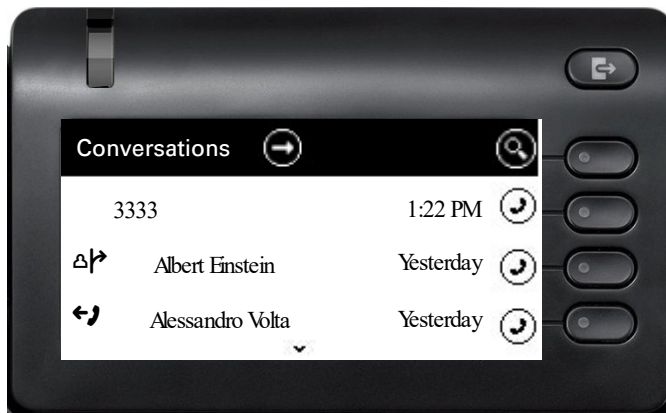 Conversations
3333 1:22 PM
Albert Einstein Yesterday
Alessandro Volta Yesterday